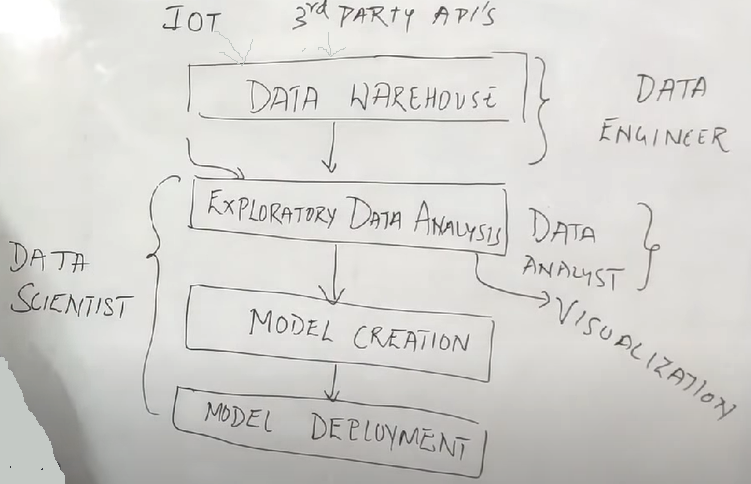 IOT 3rd PARTY API'S
DATA WAREHOUSE
DATA
ENGINEER
EXPLORATORY DATA ANALYSIS
DATA
ANALYST
VISUALIZATION
DATA
SCIENTIST
MODEL CREATION
MODEL DEPLOYMENT